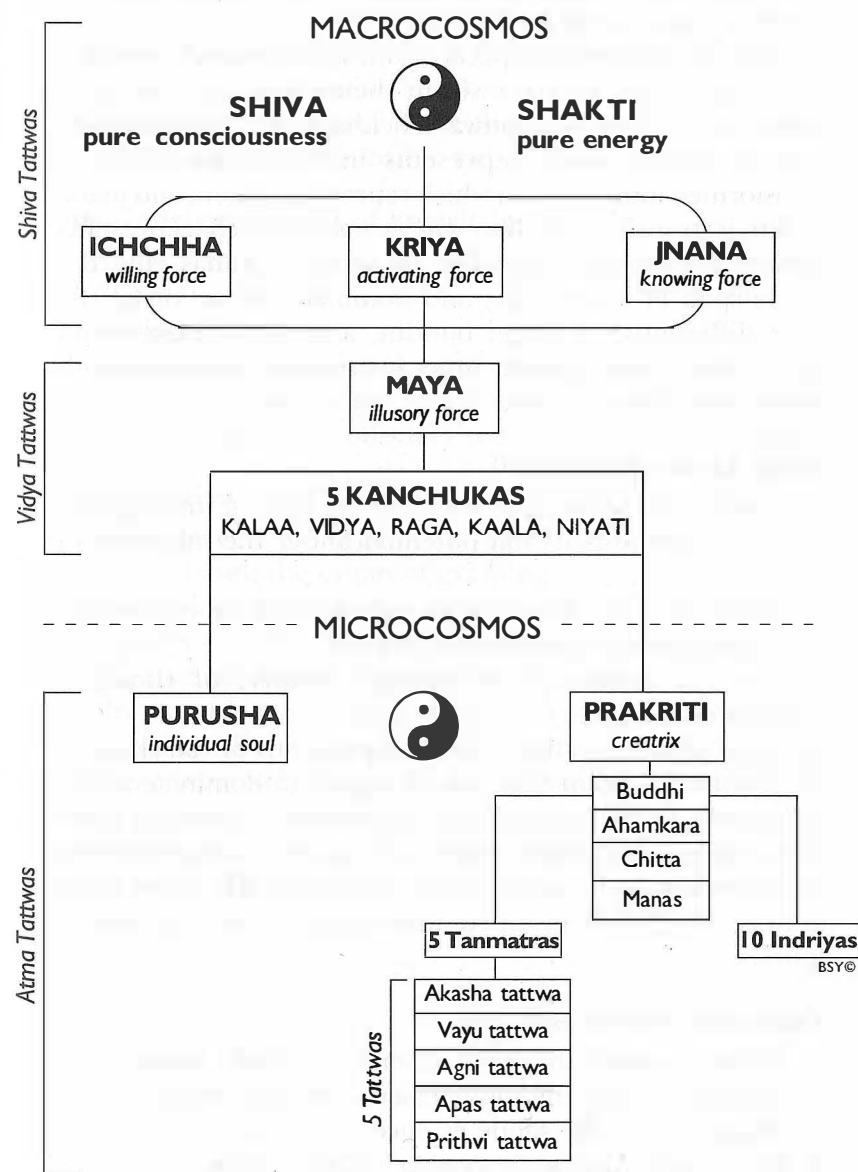 MACROCOSMOS
SHIVA
pure consciousness
SHAKTI
pure energy
Shiva Tattwas
ICHCHHA
willing force
KRIYA
activating force
JNANA
knowing force
Vidya Tattwas
MAYA
illusory force
5 KANCHUKAS
KALAA, VIDYA, RAGA, KAALA, NIYATI
MICROCOSMOS
Atma Tattwas
PURUSHA
individual soul
PRAKRITI
creatrix
Buddhi
Ahamkara
Chitta
Manas
5 Tanmatras
10 Indriyas
BSY©
5 Tattwas
Akasha tattwa
Vayu tattwa
Agni tattwa
Apas tattwa
Prithvi tattwa